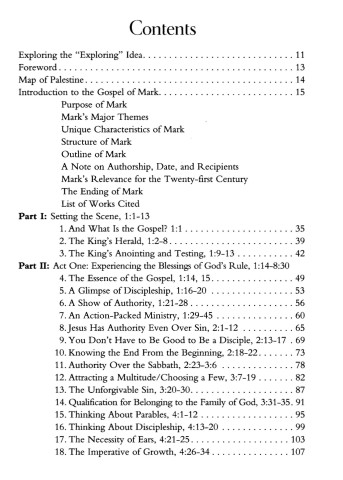 Contents
Exploring the “Exploring” Idea. . . . . . . . . . . . . . . . . . . . . . . . . . 11
Foreword . . . . . . . . . . . . . . . . . . . . . . . . . . . . . . . . . . . . . . . . 13
Map of Palestine . . . . . . . . . . . . . . . . . . . . . . . . . . . . . . . . . . . 14
Introduction to the Gospel of Mark. . . . . . . . . . . . . . . . . . . . . . . 15
Purpose of Mark
Mark’s Major Themes
Unique Characteristics of Mark
Structure of Mark
Outline of Mark
A Note on Authorship, Date, and Recipients
Mark’s Relevance for the Twenty-first Century
The Ending of Mark
List of Works Cited
Part I: Setting the Scene, 1:1-13
1. And What Is the Gospel? 1:1 . . . . . . . . . . . . . . . . . . . . . 35
2. The King’s Herald, 1:2-8 . . . . . . . . . . . . . . . . . . . . . . . . 39
3. The King’s Anointing and Testing, 1:9-13 . . . . . . . . . . . 42
Part II: Act One: Experiencing the Blessings of God’s Rule, 1:14-8:30
4. The Essence of the Gospel, 1:14, 15. . . . . . . . . . . . . . . . 49
5. A Glimpse of Discipleship, 1:16-20 . . . . . . . . . . . . . . . . 53
6. A Show of Authority, 1:21-28 . . . . . . . . . . . . . . . . . . . . 56
7. An Action-Packed Ministry, 1:29-45 . . . . . . . . . . . . . . . 60
8. Jesus Has Authority Even Over Sin, 2:1-12 . . . . . . . . . . 65
9. You Don’t Have to Be Good to Be a Disciple, 2:13-17 . 69
10. Knowing the End From the Beginning, 2:18-22 . . . . . . . 73
11. Authority Over the Sabbath, 2:23-3:6 . . . . . . . . . . . . . 78
12. Attracting a Multitude/Choosing a Few, 3:7-19 . . . . . . . 82
13. The Unforgivable Sin, 3:20-30. . . . . . . . . . . . . . . . . . . . 87
14. Qualification for Belonging to the Family of God, 3:31-35. 91
15. Thinking About Parables, 4:1-12 . . . . . . . . . . . . . . . . . . 95
16. Thinking About Discipleship, 4:13-20 . . . . . . . . . . . . . . 99
17. The Necessity of Ears, 4:21-25 . . . . . . . . . . . . . . . . . . . 103
18. The Imperative of Growth, 4:26-34 . . . . . . . . . . . . . . . 107